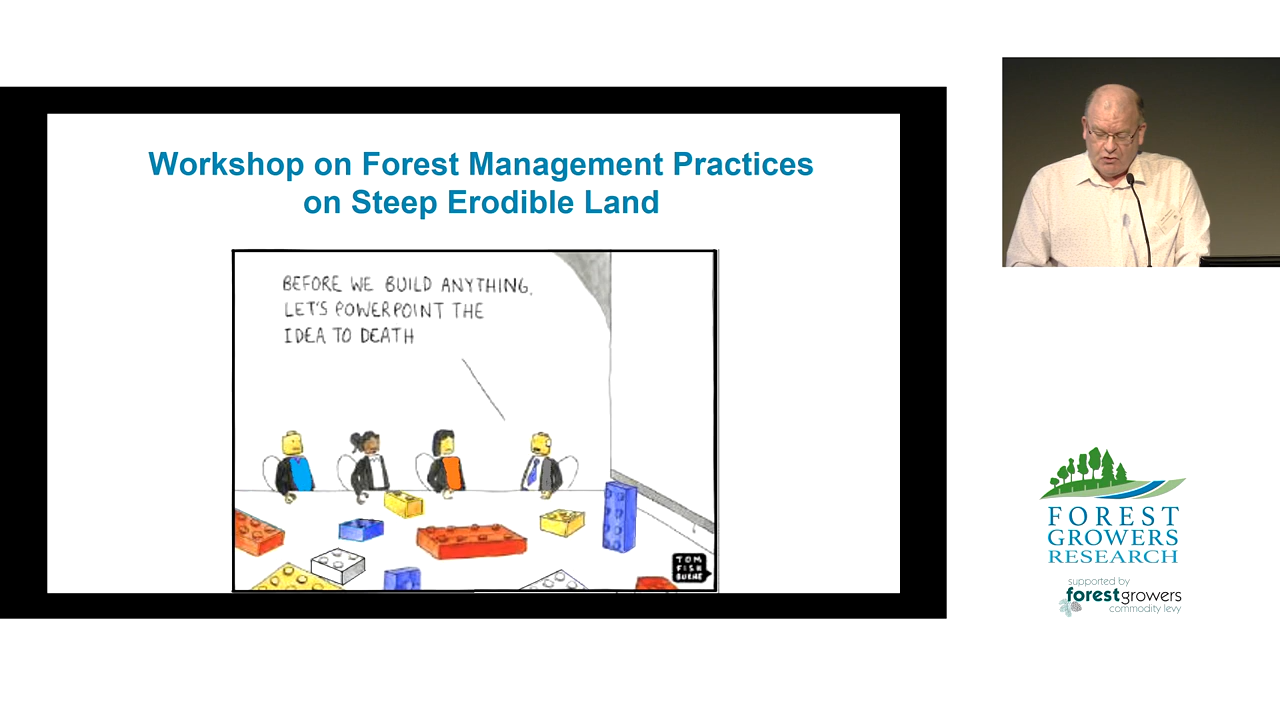 Workshop on Forest Management Practices
on Steep Erodible Land
BEFORE WE BUILD ANYTHING,
LET'S POWERPOINT THE
IDEA TO DEATH
TOM
FISH
BURNE
FOREST
GROWERS
RESEARCH
supported by
forestgrowers
commodity levy